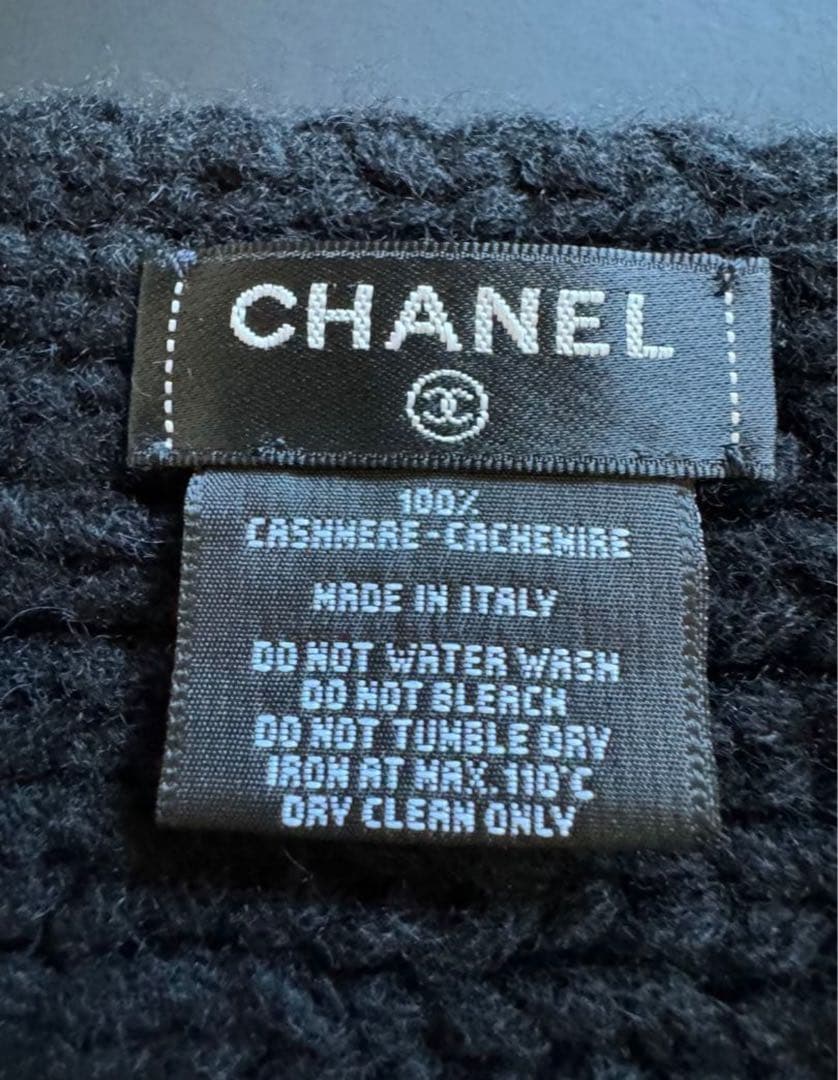 CHANEL
100%
CASHMERE-CACHEMIRE
MADE IN ITALY
DO NOT WATER WASH
DO NOT BLEACH
DO NOT TUMBLE DRY
IRON AT MAX.110°C
DRY CLEAN ONLY